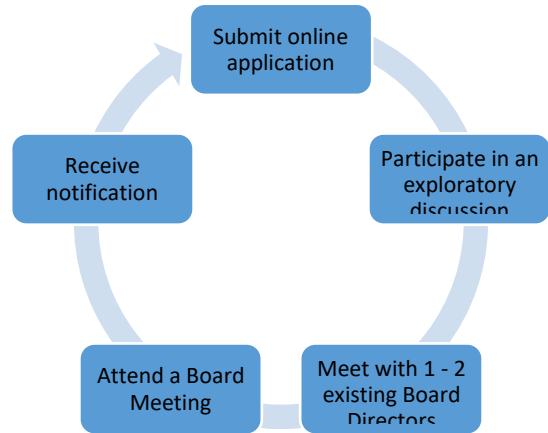 Submit online
application
Participate in an
exploratory
discussion
Meet with 1 - 2
existing Board
Directors
Attend a Board
Meeting
Receive
notification